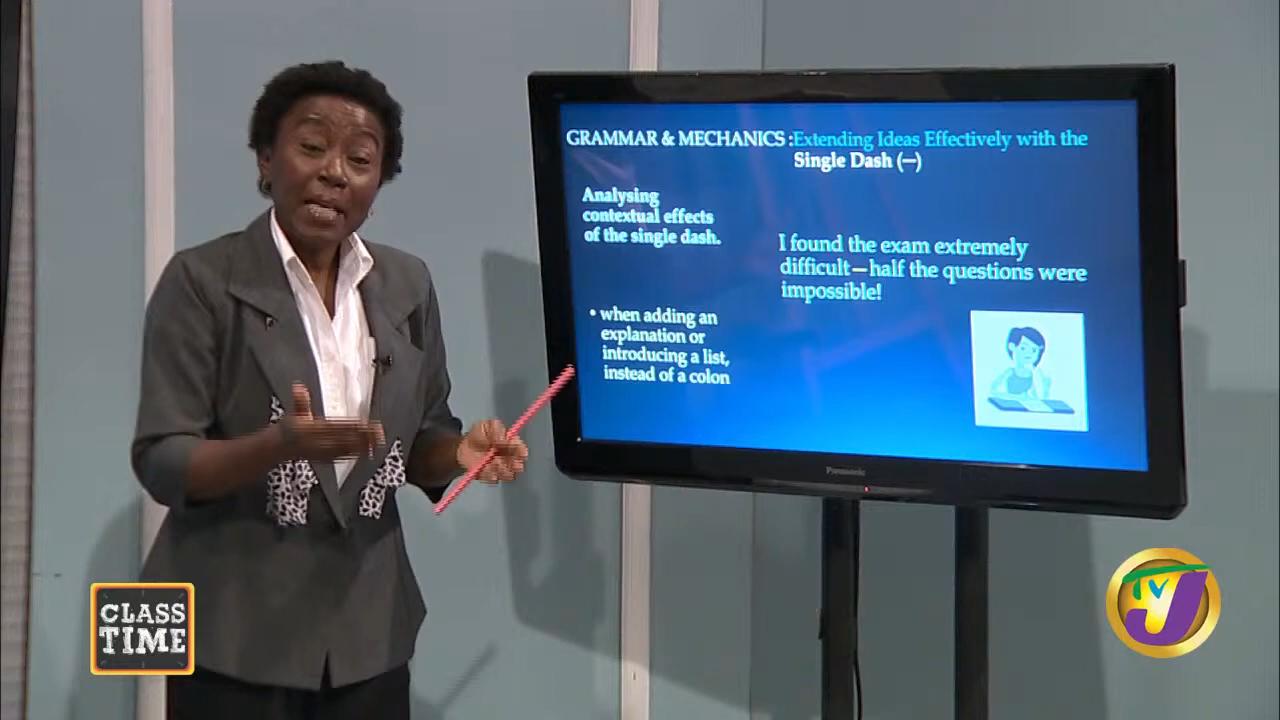 GRAMMAR & MECHANICS :Extending Ideas Effectively with the
Single Dash (—)
Analysing
contextual effects
of the single dash.
I found the exam extremely
difficult—half the questions were
impossible!
• when adding an
explanation or
introducing a list,
instead of a colon
Panasonic
CLASS
TIME
TVJ